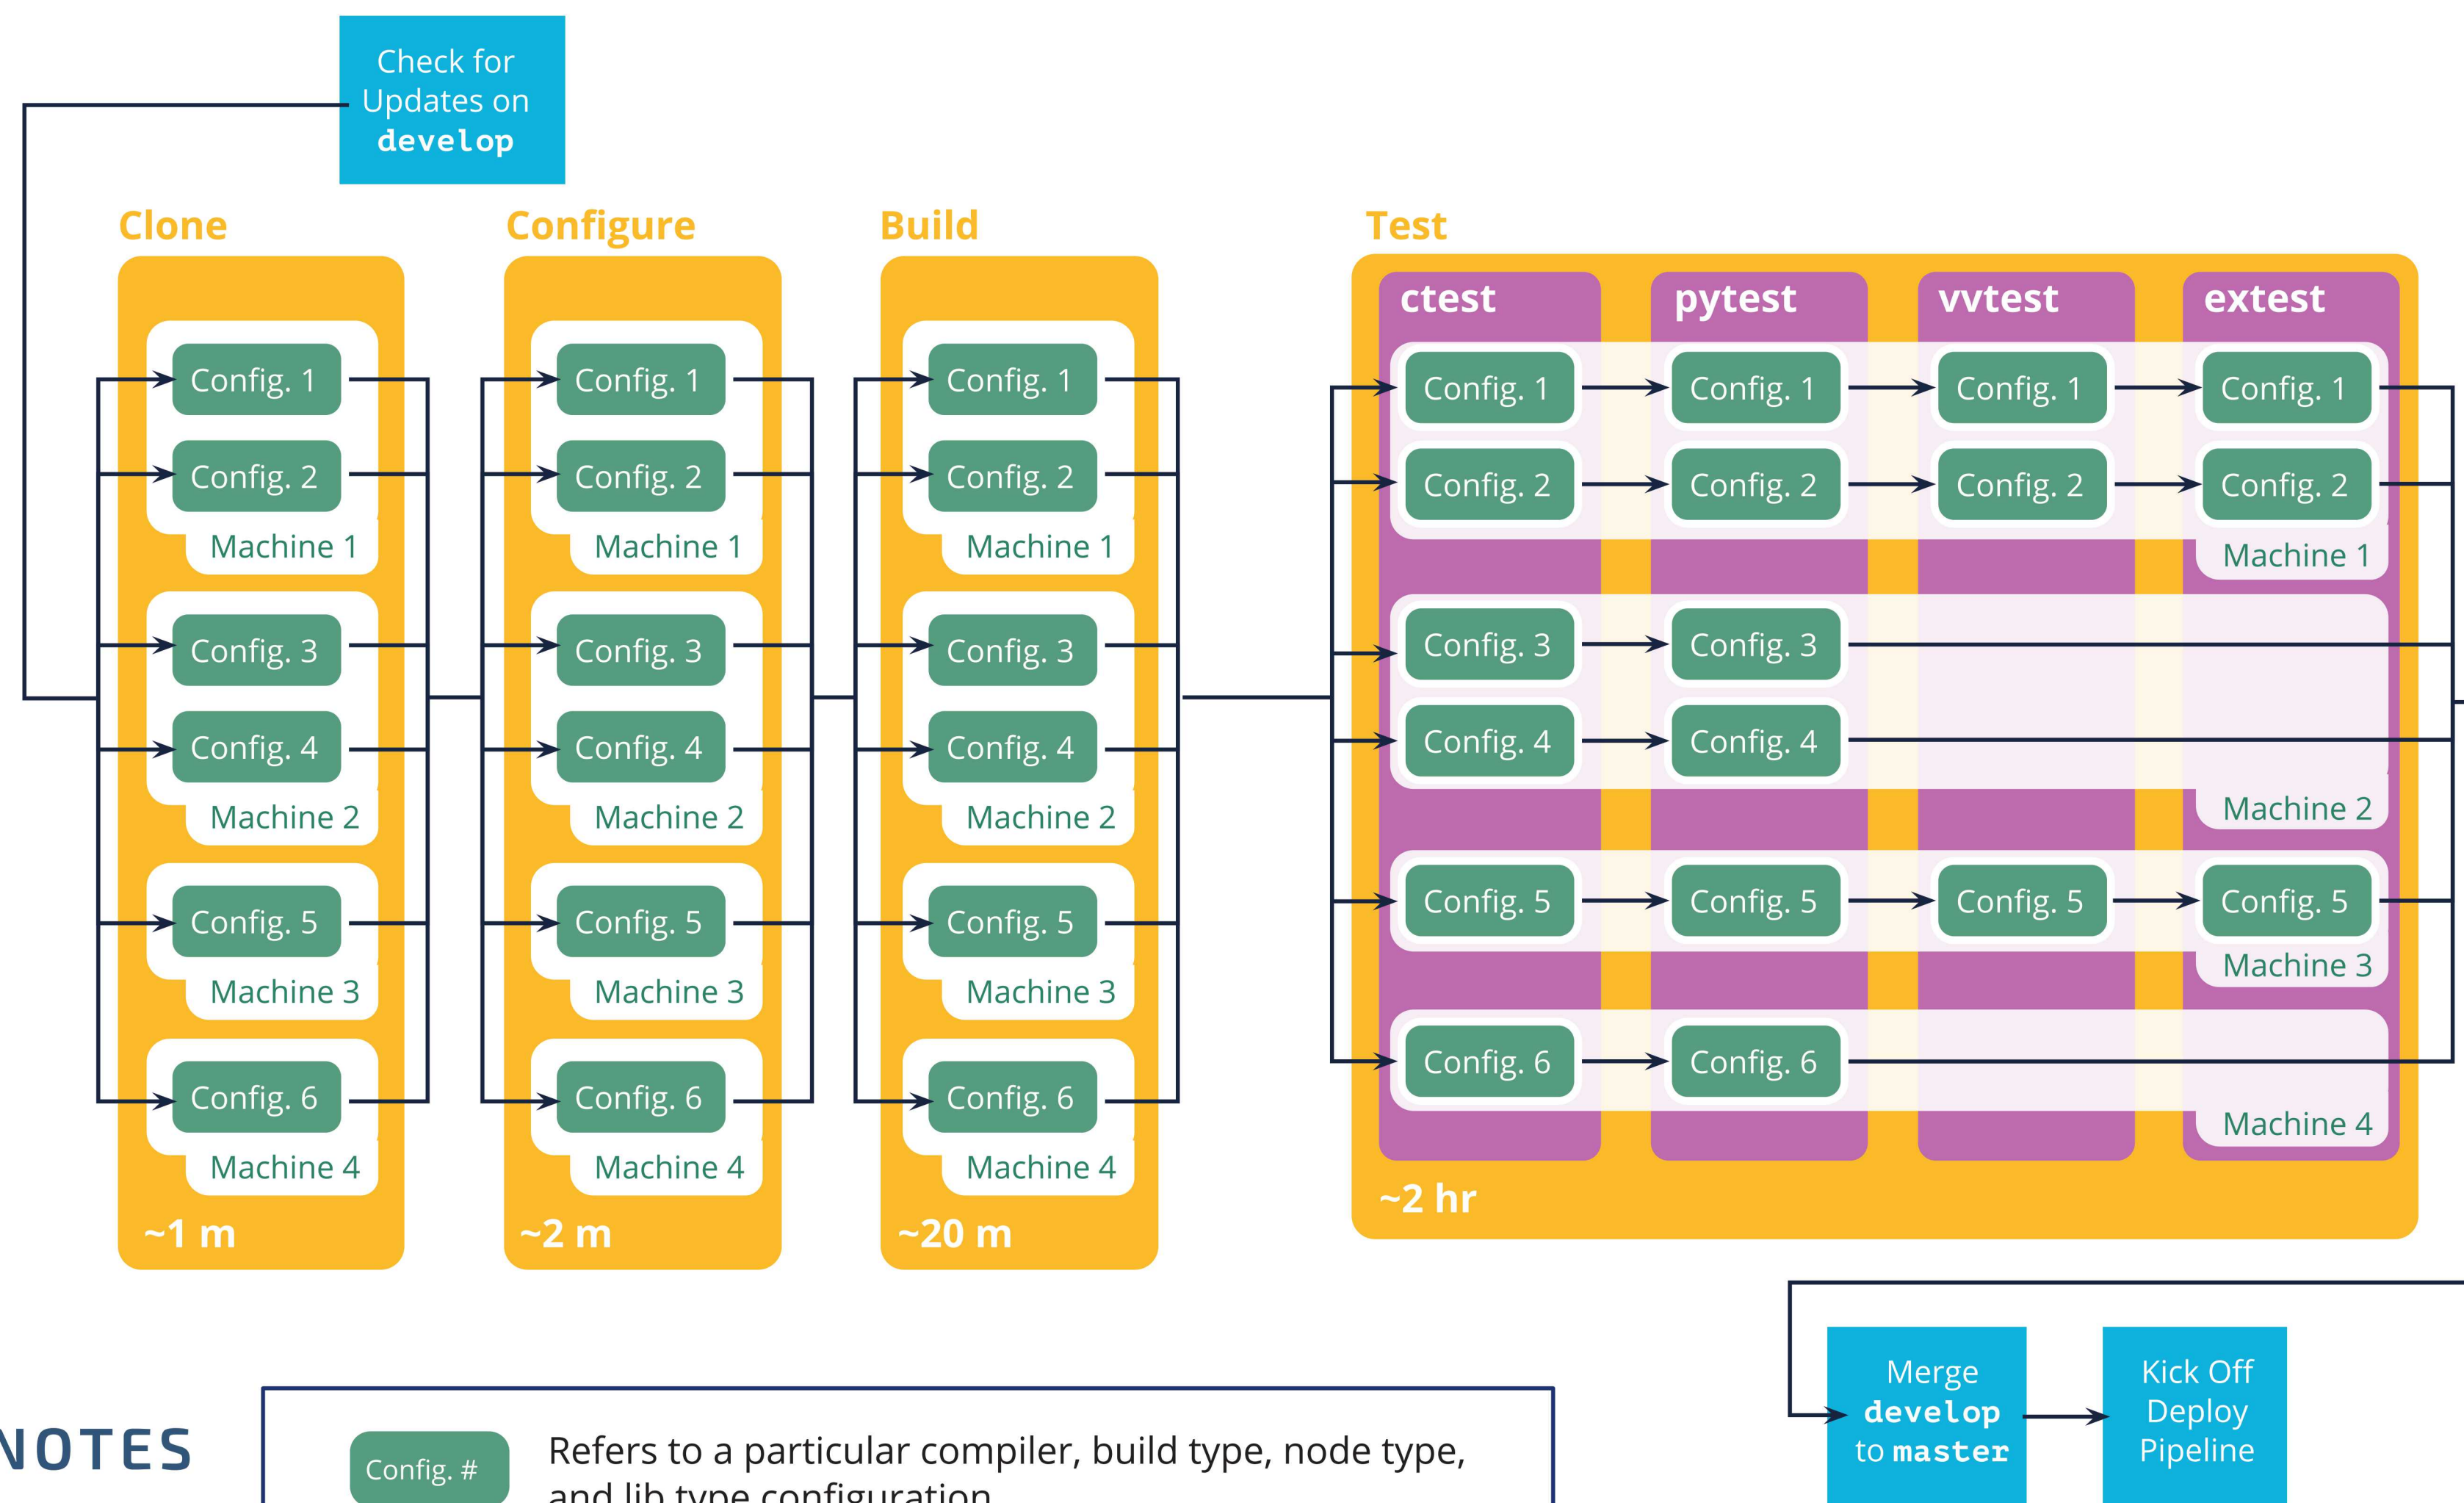 Check for
Updates on
develop
Clone
Config. 1
Config. 2
Machine 1
Config. 3
Config. 4
Machine 2
Config. 5
Machine 3
Config. 6
Machine 4
~1 m
Configure
Config. 1
Config. 2
Machine 1
Config. 3
Config. 4
Machine 2
Config. 5
Machine 3
Config. 6
Machine 4
~2 m
Build
Config. 1
Config. 2
Machine 1
Config. 3
Config. 4
Machine 2
Config. 5
Machine 3
Config. 6
Machine 4
~20 m
Test
ctest pytest vvtest extest
Config. 1 Config. 1 Config. 1 Config. 1
Config. 2 Config. 2 Config. 2 Config. 2
Machine 1
Config. 3 Config. 3
Config. 4 Config. 4
Machine 2
Config. 5 Config. 5 Config. 5 Config. 5
Machine 3
Config. 6 Config. 6
Machine 4
~2 hr
Merge
develop
to master
Kick Off
Deploy
Pipeline
NOTES
Config. #
Refers to a particular compiler, build type, node type,
and lib type configuration